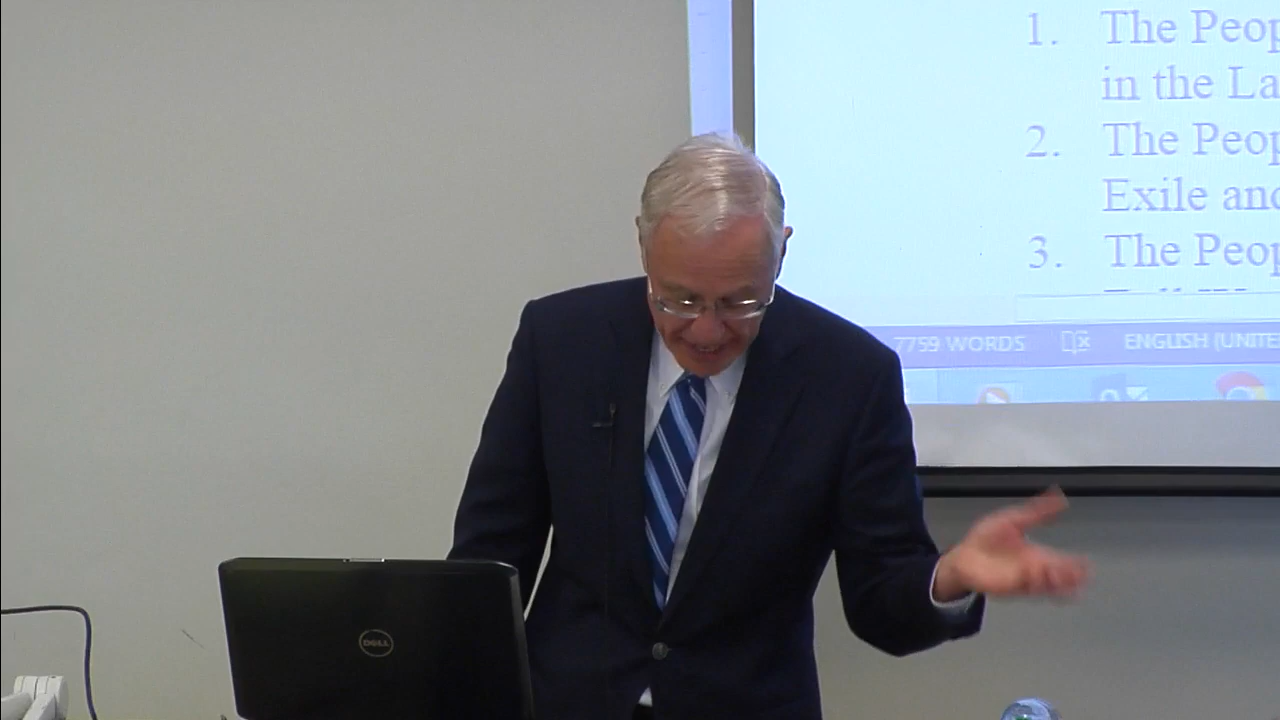 1. The Peop
in the La
2. The Peop
Exile and
3. The Peop
7759 WORDS ENGLISH (UNITE
DELL